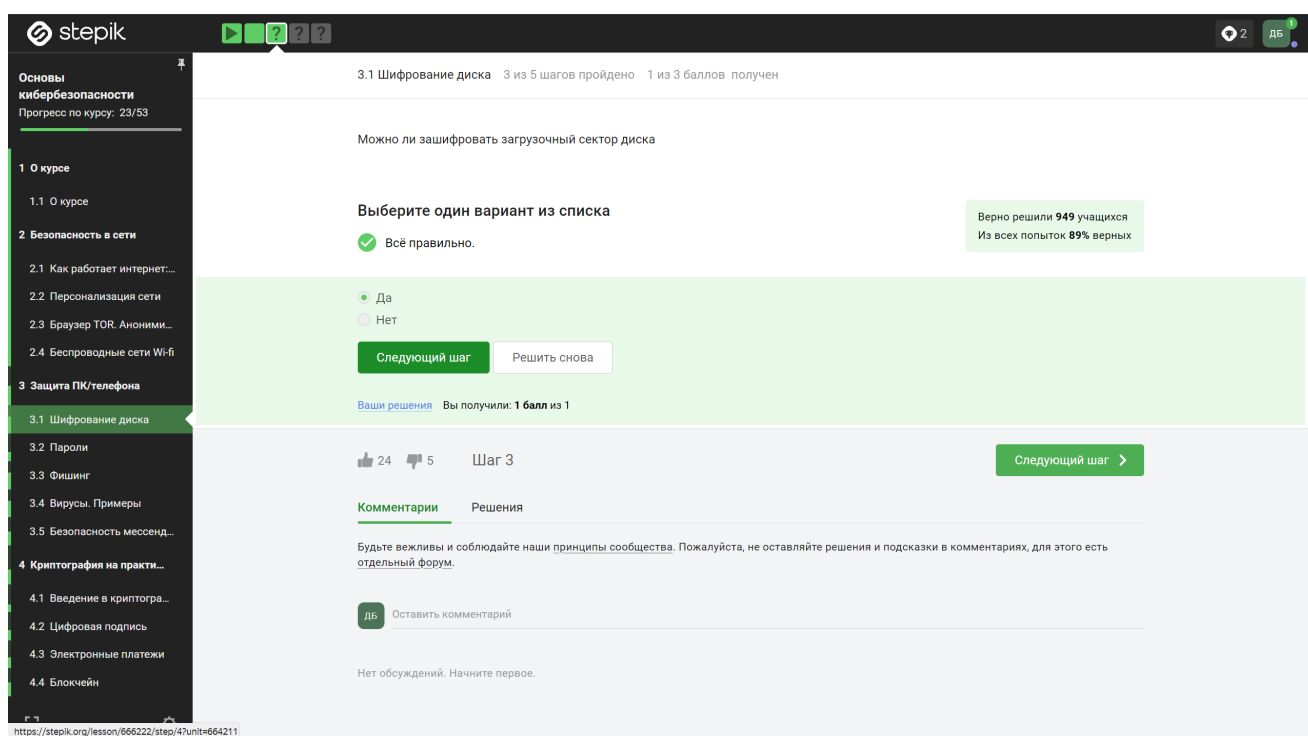 stepik
?
?
?
2
ДБ
1
Основы
кибербезопасности
Прогресс по курсу: 23/53
1 О курсе
1.1 О курсе
2 Безопасность в сети
2.1 Как работает интернет:...
2.2 Персонализация сети
2.3 Браузер TOR. Аноними...
2.4 Беспроводные сети Wi-fi
3 Защита ПК/телефона
3.1 Шифрование диска
3.2 Пароли
3.3 Фишинг
3.4 Вирусы. Примеры
3.5 Безопасность мессенд...
4 Криптография на практи...
4.1 Введение в криптогра...
4.2 Цифровая подпись
4.3 Электронные платежи
4.4 Блокчейн
https://stepik.org/lesson/666222/step/4?unit=664211
3.1 Шифрование диска 3 из 5 шагов пройдено 1 из 3 баллов получен
Можно ли зашифровать загрузочный сектор диска
Выберите один вариант из списка
Всё правильно.
Верно решили 949 учащихся
Из всех попыток 89% верных
Да
Нет
Следующий шаг
Решить снова
Ваши решения Вы получили: 1 балл из 1
24 5 Шаг 3
Следующий шаг
Комментарии Решения
Будьте вежливы и соблюдайте наши принципы сообщества. Пожалуйста, не оставляйте решения и подсказки в комментариях, для этого есть
отдельный форум.
ДБ Оставить комментарий
Нет обсуждений. Начните первое.